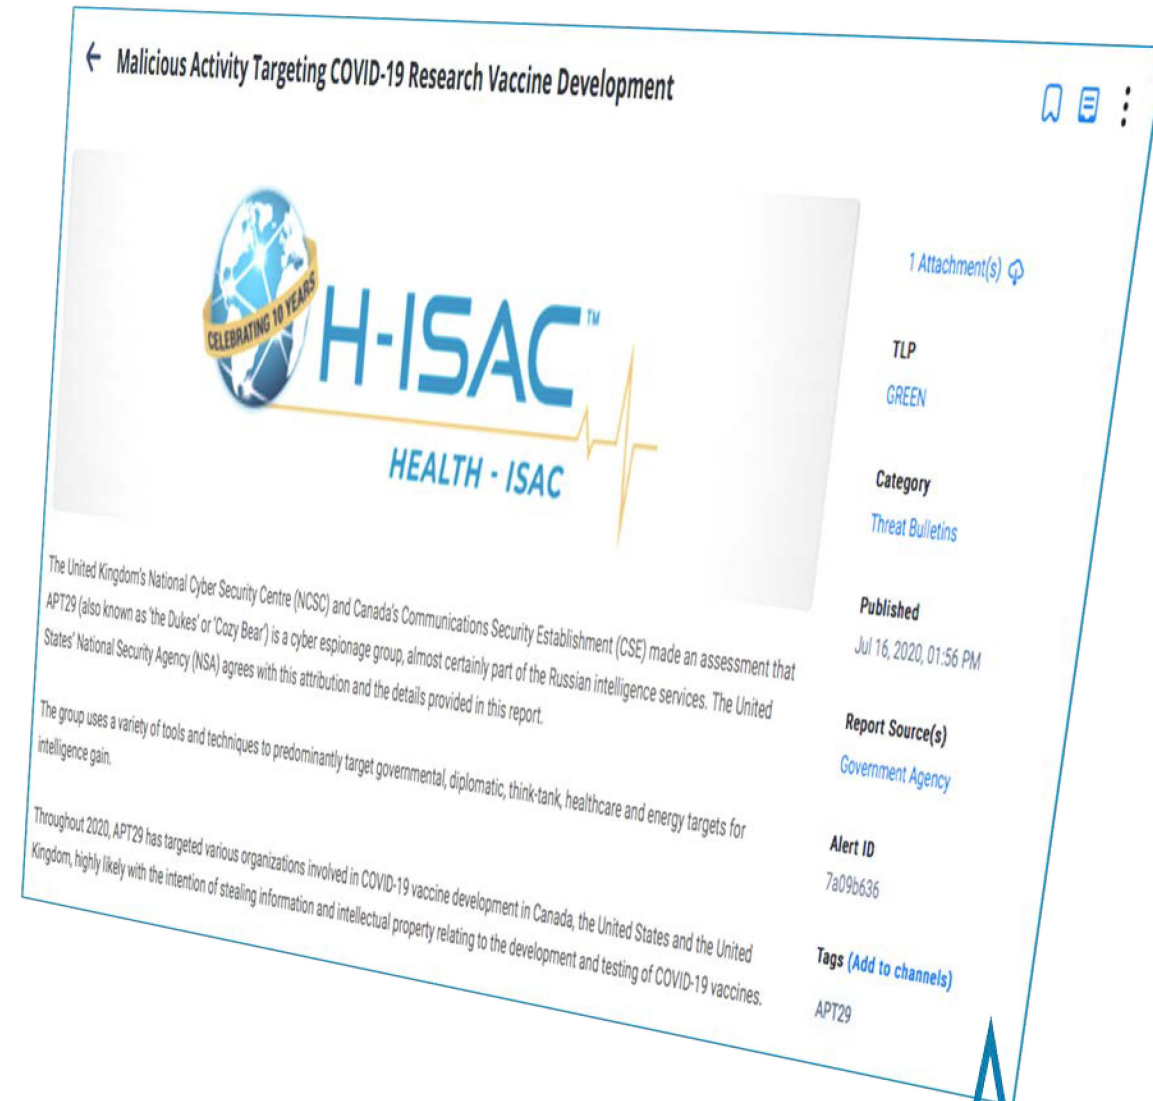 Malicious Activity Targeting COVID-19 Research Vaccine Development
CELEBRATING 10 YEARS
H-ISAC™
HEALTH - ISAC
The United Kingdom's National Cyber Security Centre (NCSC) and Canada's Communications Security Establishment (CSE) made an assessment that
APT29 (also known as 'the Dukes' or 'Cozy Bear') is a cyber espionage group, almost certainly part of the Russian intelligence services. The United
States' National Security Agency (NSA) agrees with this attribution and the details provided in this report.
The group uses a variety of tools and techniques to predominantly target governmental, diplomatic, think-tank, healthcare and energy targets for
intelligence gain.
Throughout 2020, APT29 has targeted various organizations involved in COVID-19 vaccine development in Canada, the United States and the United
Kingdom, highly likely with the intention of stealing information and intellectual property relating to the development and testing of COVID-19 vaccines.
1 Attachment(s)
TLP
GREEN
Category
Threat Bulletins
Published
Jul 16, 2020, 01:56 PM
Report Source(s)
Government Agency
Alert ID
7a09b636
Tags (Add to channels)
APT29